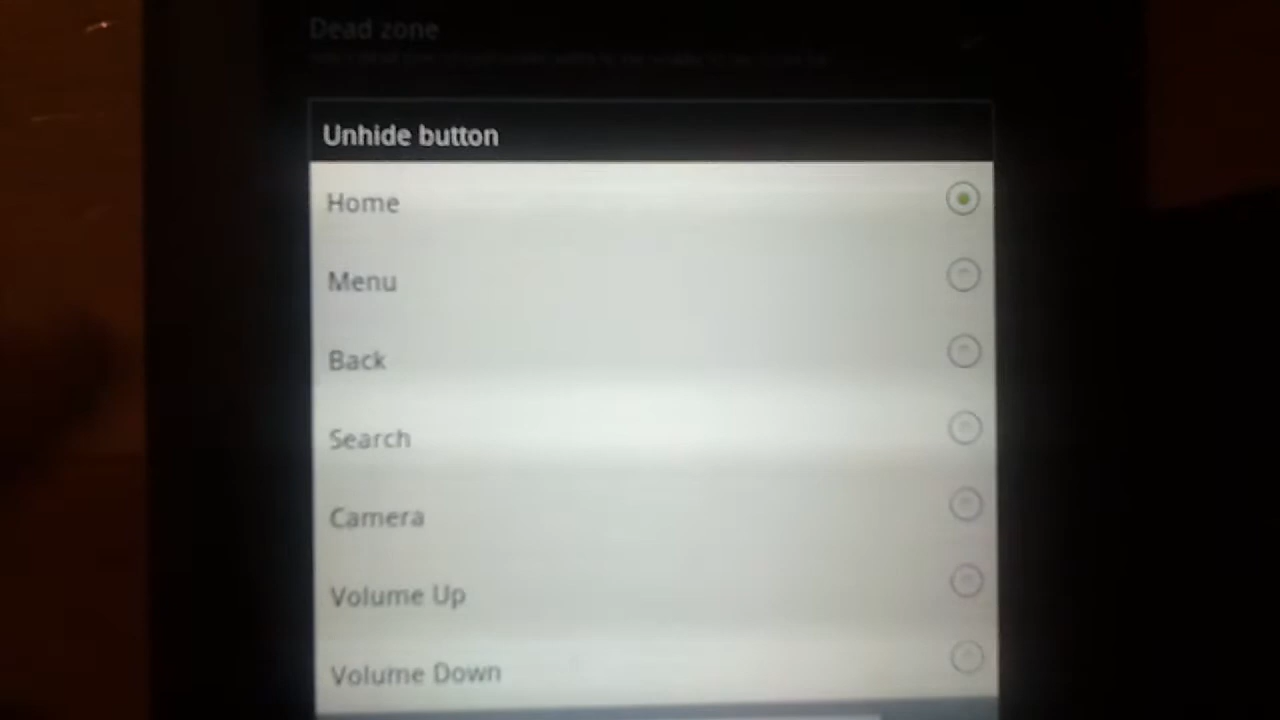 Dead zone
Unhide button
Home
Menu
Back
Search
Camera
Volume Up
Volume Down